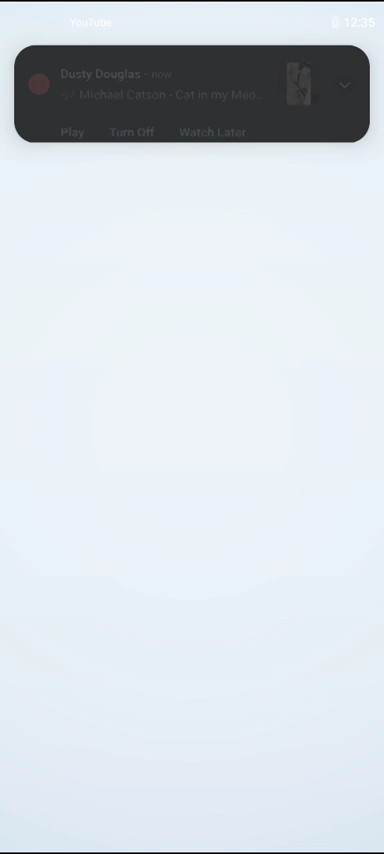 YouTube
12:35
Dusty Douglas · now
Michael Catson - Cat in my Meo...
Play Turn Off Watch Later